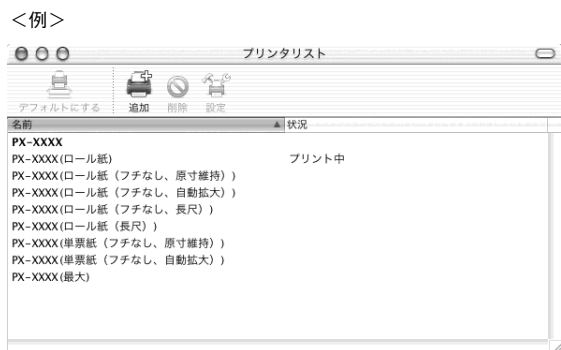 ＜例＞
プリンタリスト
デフォルトにする 追加 削除 設定
名前 状況
PX-XXXX
PX-XXXX(ロール紙) プリント中
PX-XXXX(ロール紙（フチなし、原寸維持）)
PX-XXXX(ロール紙（フチなし、自動拡大）)
PX-XXXX(ロール紙（フチなし、長尺）)
PX-XXXX(ロール紙（長尺）)
PX-XXXX(単票紙（フチなし、原寸維持）)
PX-XXXX(単票紙（フチなし、自動拡大）)
PX-XXXX(最大)